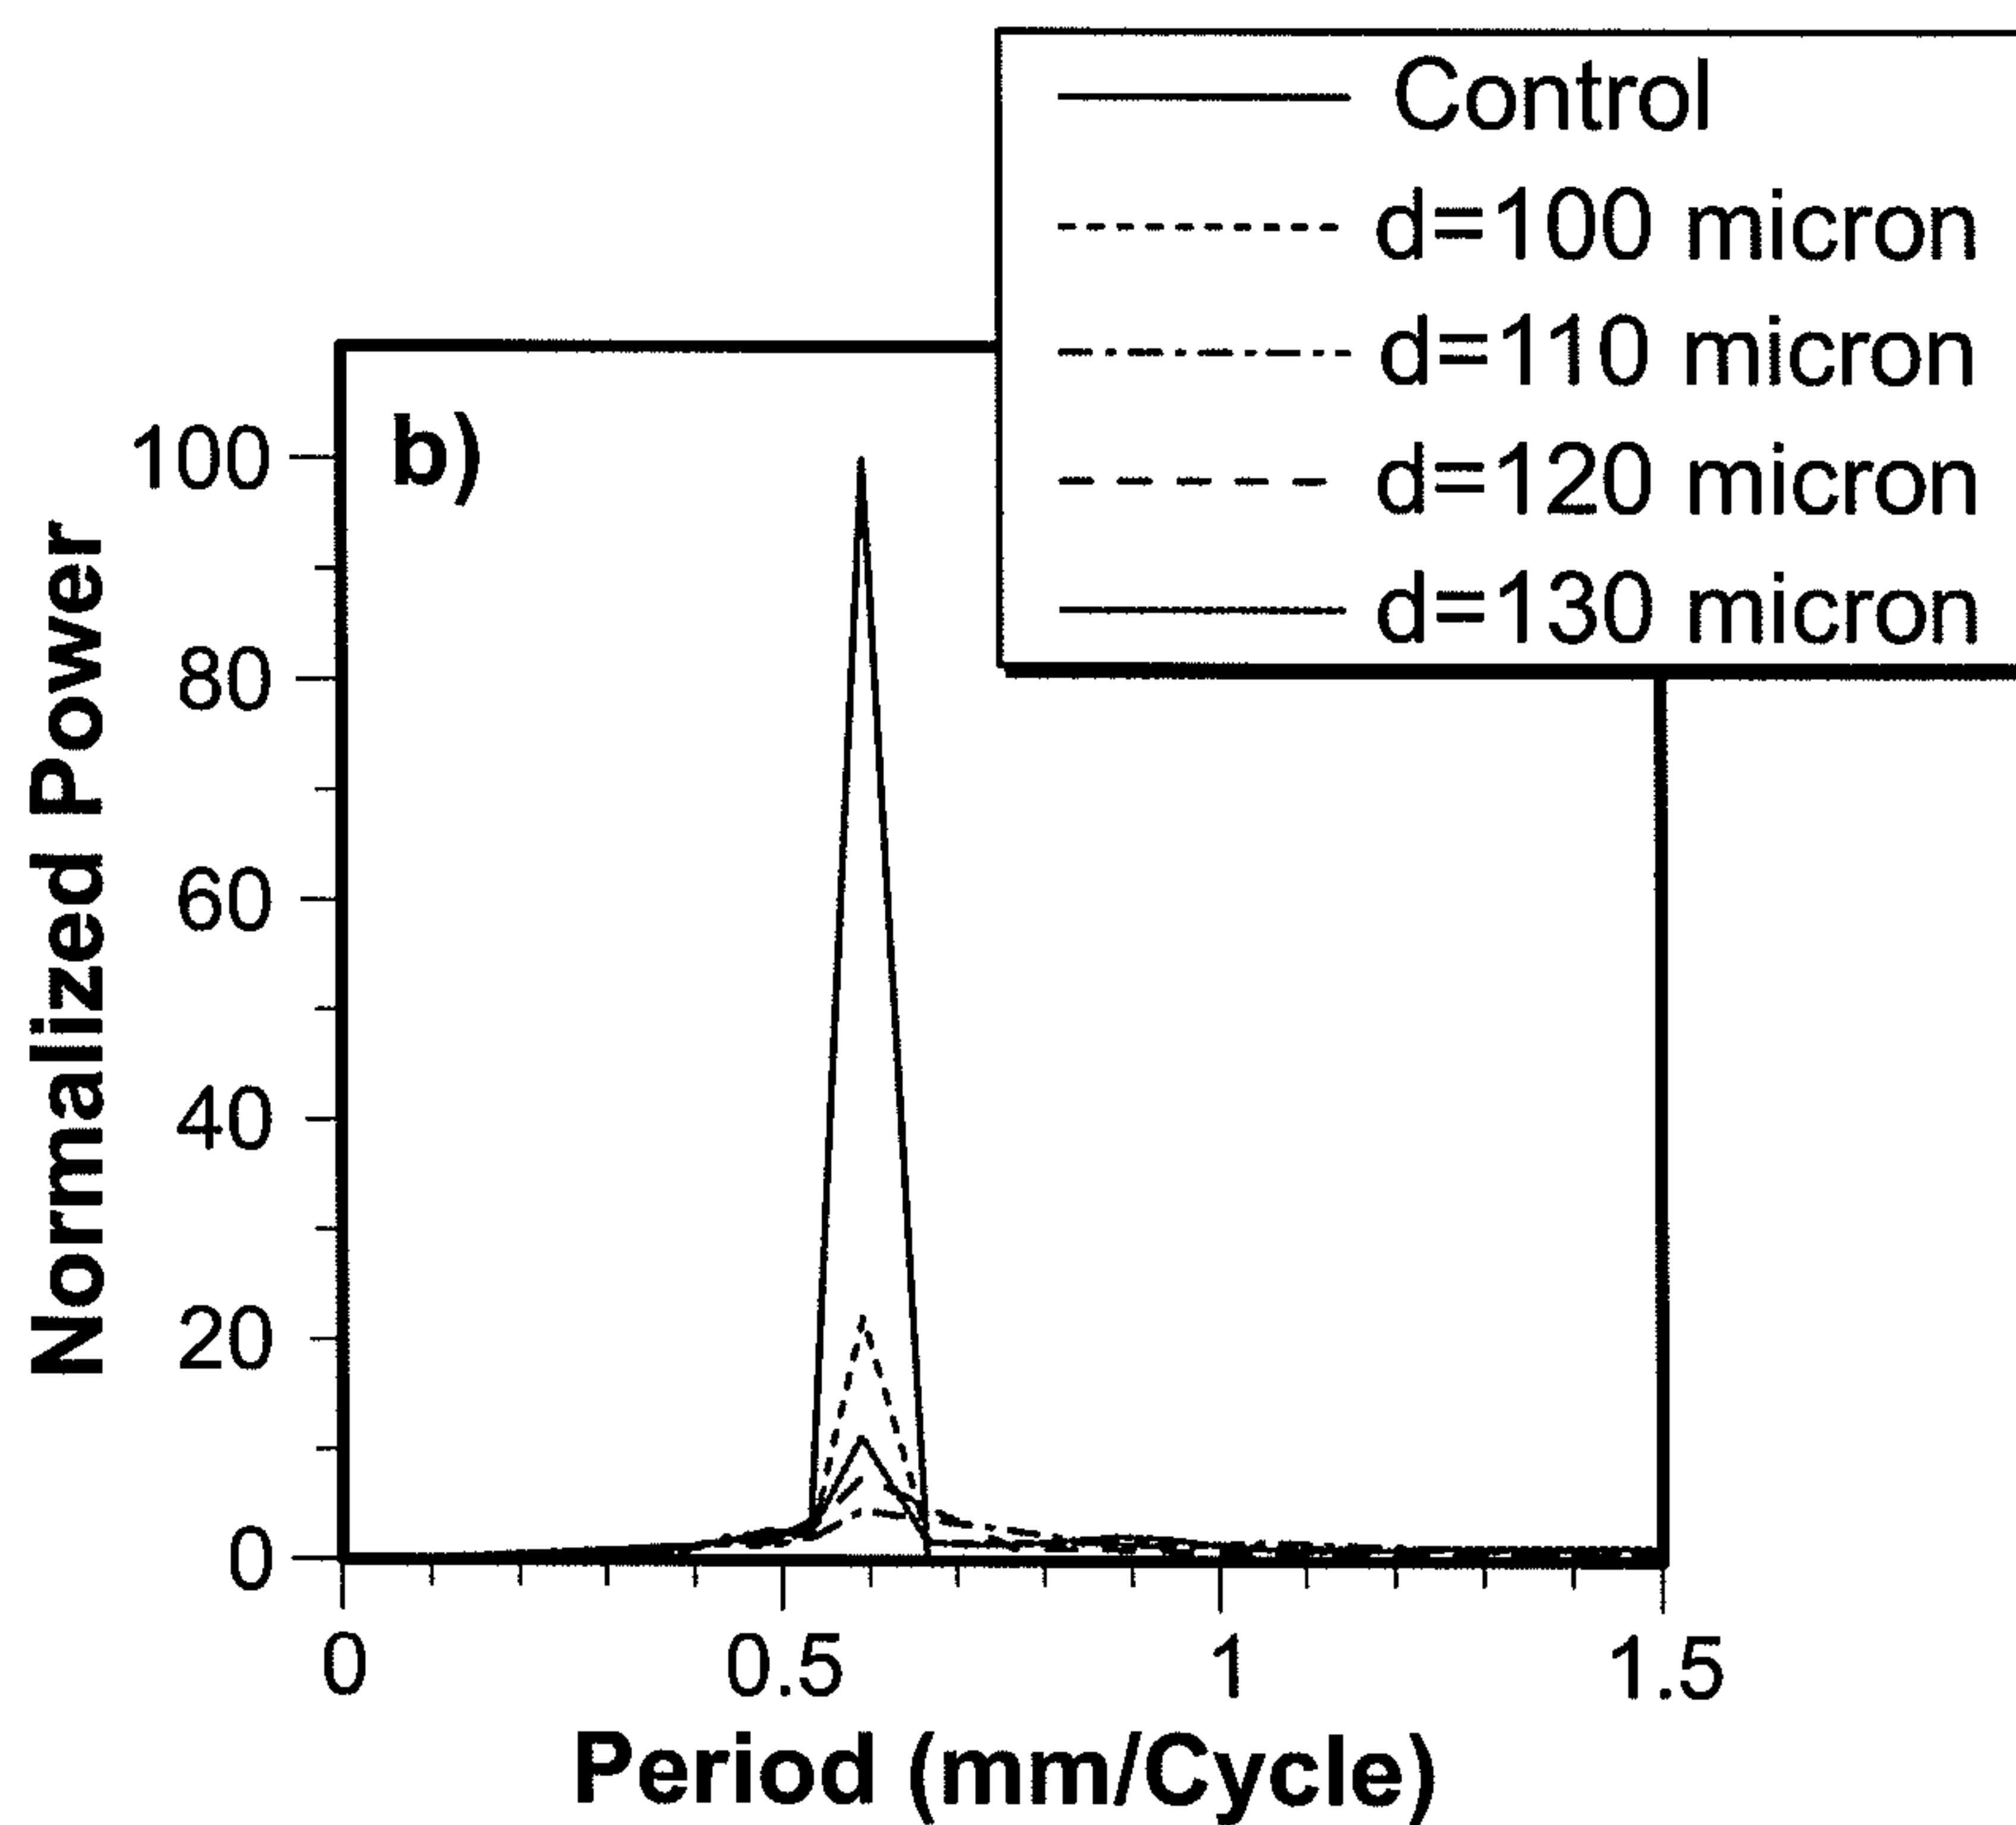 Control
d=100 micron
d=110 micron
d=120 micron
d=130 micron
b)
100
80
60
40
20
0
Normalized Power
0 0.5 1 1.5
Period (mm/Cycle)